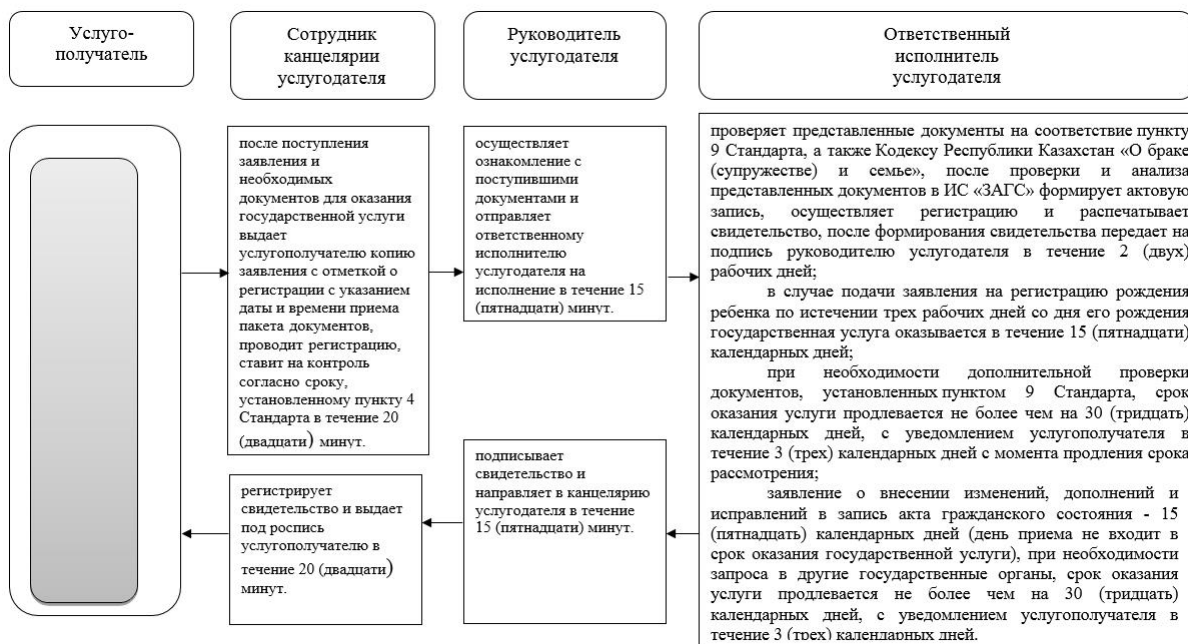 Услуго-
получатель
Сотрудник
канцелярии
услугодателя
Руководитель
услугодателя
Ответственный
исполнитель
услугодателя
после поступления
заявления и
необходимых
документов для оказания
государственной услуги
выдает
услугополучателю копию
заявления с отметкой о
регистрации с указанием
даты и времени приема
пакета документов,
проводит регистрацию,
ставит на контроль
согласно сроку,
установленному пункту 4
Стандарта в течение 20
(двадцати) минут.
осуществляет
ознакомление с
поступившими
документами и
отправляет
ответственному
исполнителю
услугодателя на
исполнение в течение 15
(пятнадцати) минут.
проверяет представленные документы на соответствие пункту
9 Стандарта, а также Кодексу Республики Казахстан «О браке
(супружестве) и семье», после проверки и анализа
представленных документов в ИС «ЗАГС» формирует актовую
запись, осуществляет регистрацию и распечатывает
свидетельство, после формирования свидетельства передает на
подпись руководителю услугодателя в течение 2 (двух)
рабочих дней;
в случае подачи заявления на регистрацию рождения
ребенка по истечении трех рабочих дней со дня его рождения
государственная услуга оказывается в течение 15 (пятнадцати)
календарных дней;
при необходимости дополнительной проверки
документов, установленных пунктом 9 Стандарта, срок
оказания услуги продлевается не более чем на 30 (тридцать)
календарных дней, с уведомлением услугополучателя в
течение 3 (трех) календарных дней с момента продления срока
рассмотрения;
заявление о внесении изменений, дополнений и
исправлений в запись акта гражданского состояния - 15
(пятнадцать) календарных дней (день приема не входит в
срок оказания государственной услуги), при необходимости
запроса в другие государственные органы, срок оказания
услуги продлевается не более чем на 30 (тридцать)
календарных дней, с уведомлением услугополучателя в
течение 3 (трех) календарных дней.
подписывает
свидетельство и
направляет в канцелярию
услугодателя в течение
15 (пятнадцати) минут.
регистрирует
свидетельство и выдает
под роспись
услугополучателю в
течение 20 (двадцати)
минут.